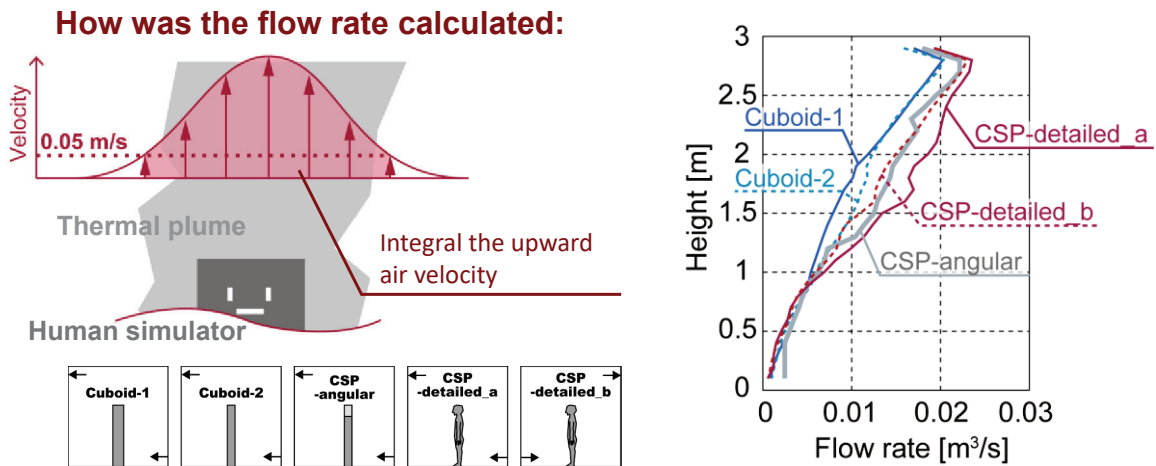 How was the flow rate calculated:
Velocity
0.05 m/s
Thermal plume
Integral the upward
air velocity
Human simulator
Cuboid-1
Cuboid-2
CSP
-angular
CSP
-detailed_a
CSP
-detailed_b
Height [m]
3
2.5
2
1.5
1
0.5
0
Cuboid-1
CSP-detailed_a
Cuboid-2
CSP-detailed_b
CSP-angular
0
0.01
0.02
0.03
Flow rate [m³/s]